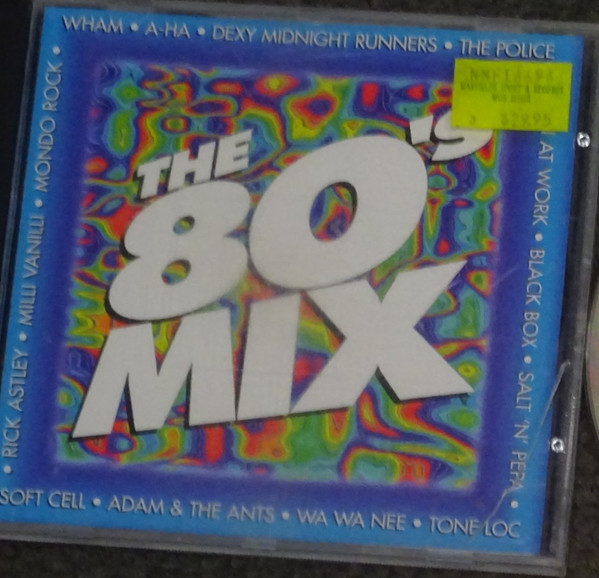 WHAM • A-HA • DEXY MIDNIGHT RUNNERS • THE POLICE
AT WORK • BLACK BOX • SALT 'N' PEPA •
SOFT CELL • ADAM & THE ANTS • WA WA NEE • TONE LOC
• RICK ASTLEY • MILLI VANILLI • MONDO ROCK •
THE
80's
MIX